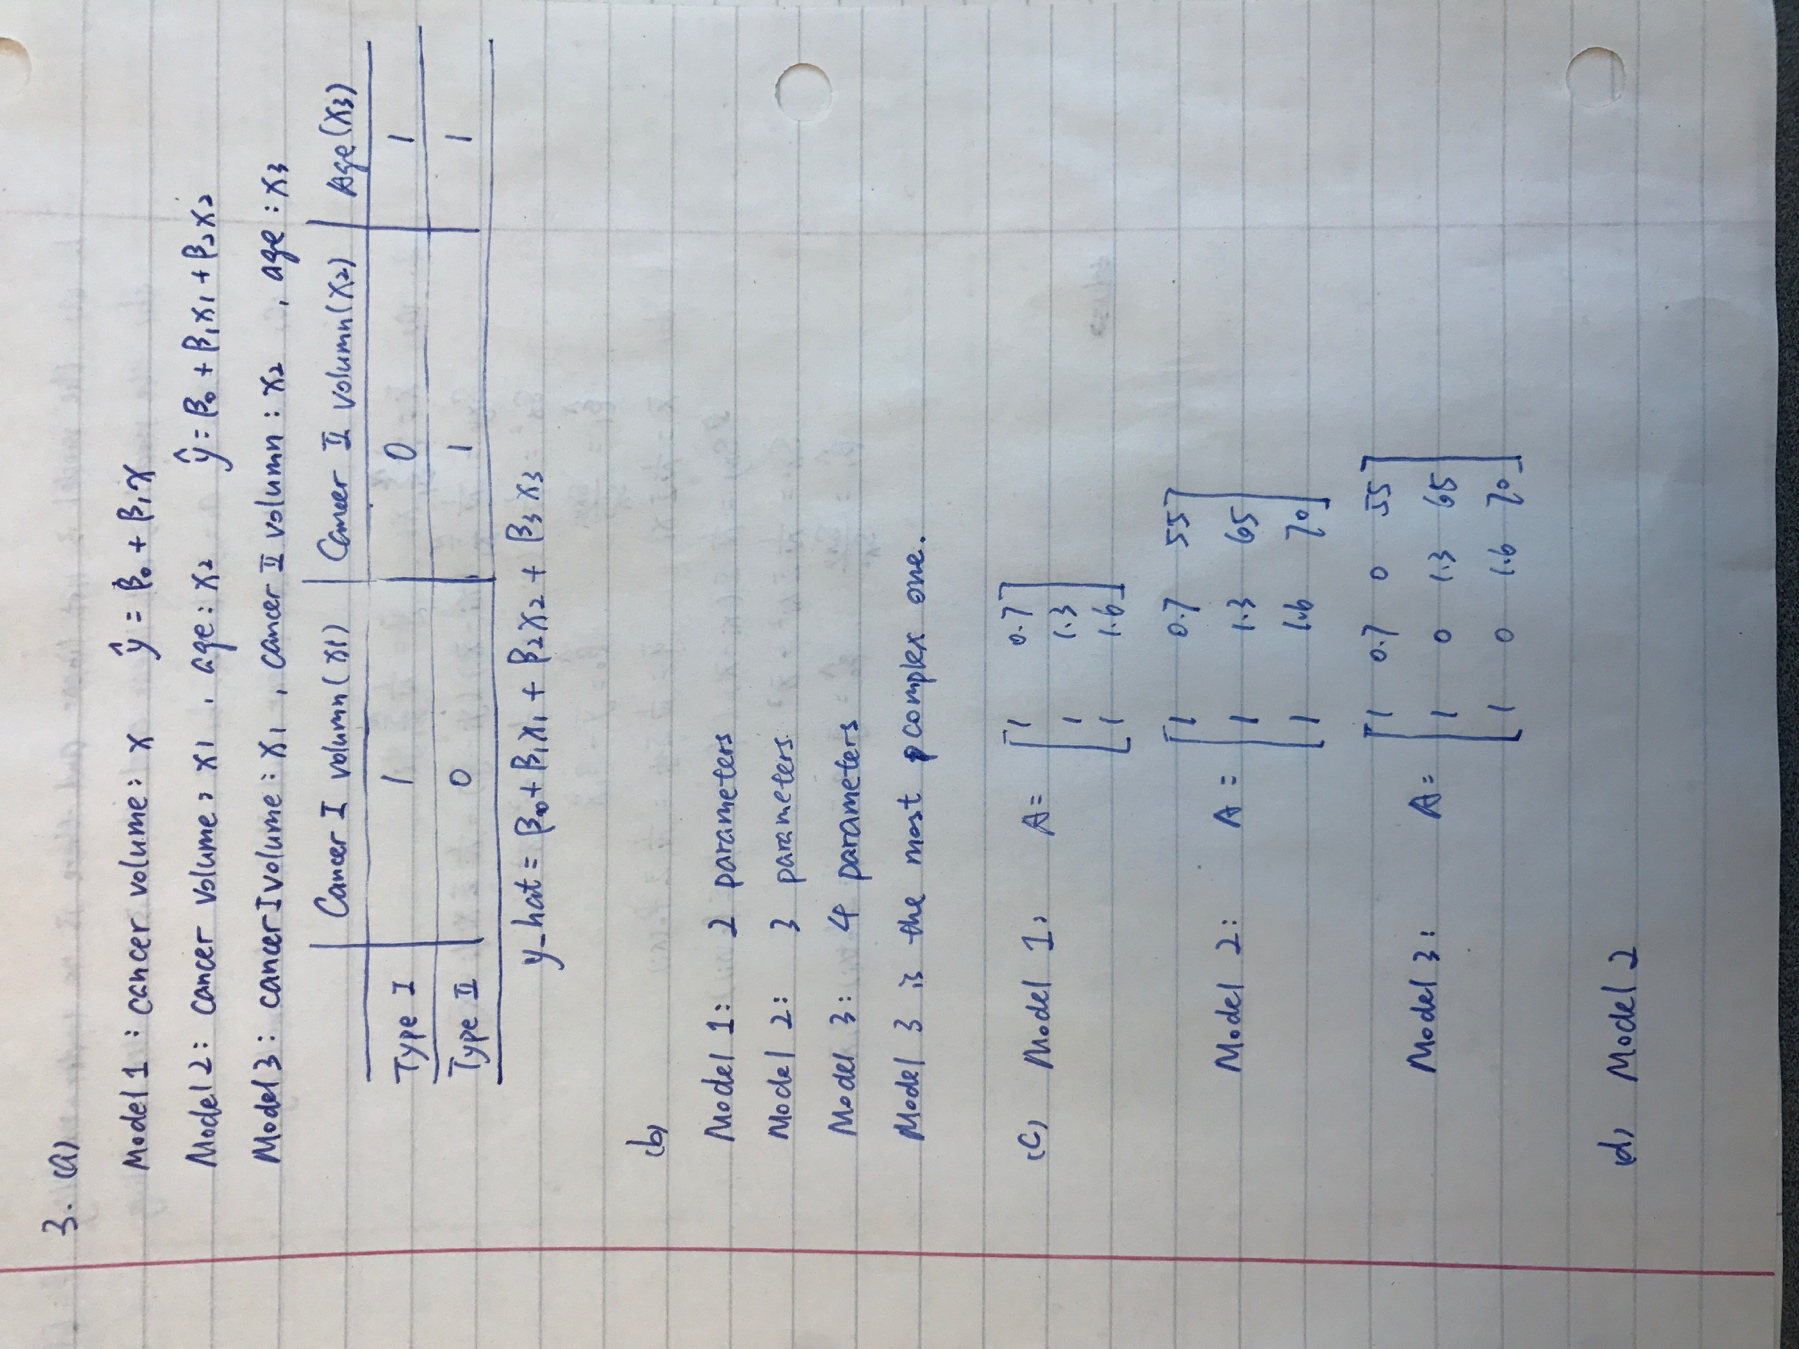 3. (a)
Model 1 : cancer volume : x ŷ = β₀ + β₁x
Model 2 : cancer volume : x1 , age : x2 ŷ = β₀ + β₁x1 + β₂x2
Model 3 : cancer I volume : x1 , cancer II volumn : x2 , age : x3
Cancer I volumn (x1) Cancer II volumn (x2) Age (x3)
Type I 1 0 1
Type II 0 1 1
y_hat = β₀ + β₁x1 + β₂x2 + β₃x3
(b)
Model 1 : 2 parameters
Model 2 : 3 parameters
Model 3 : 4 parameters
Model 3 is the most complex one.
(c) Model 1, A = [1 0.7
1 1.3
1 1.6]
Model 2 : A = [1 0.7 55
1 1.3 65
1 1.6 70]
Model 3 : A = [1 0.7 0 55
1 0 1.3 65
1 0 1.6 70]
d) Model 2